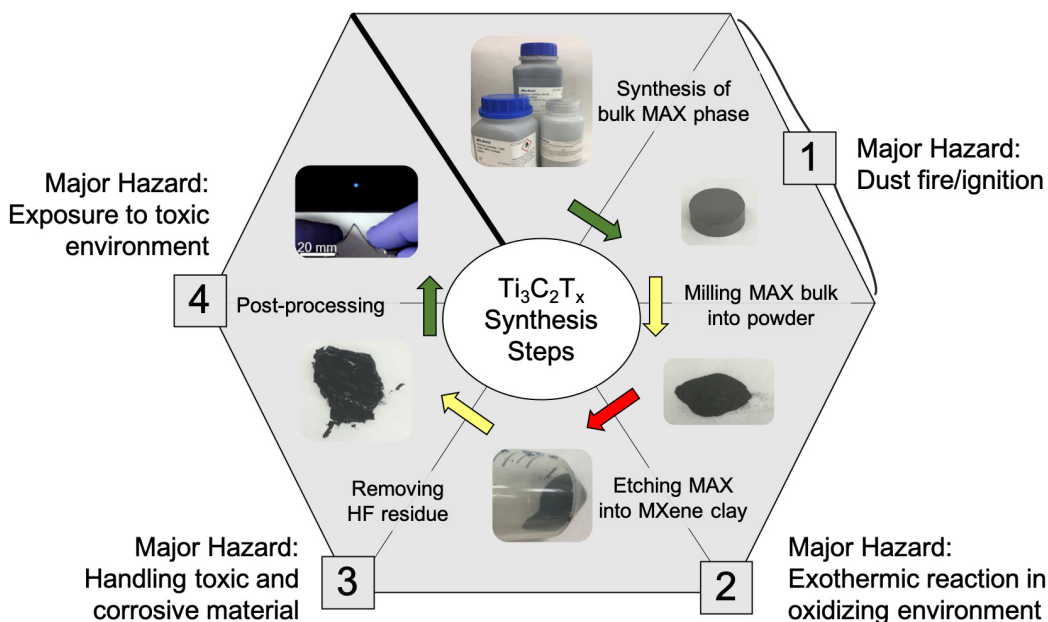 Synthesis of
bulk MAX phase
1
Major Hazard:
Dust fire/ignition
Milling MAX bulk
into powder
Etching MAX
into MXene clay
2
Major Hazard:
Exothermic reaction in
oxidizing environment
Removing
HF residue
3
Major Hazard:
Handling toxic and
corrosive material
Post-processing
4
Major Hazard:
Exposure to toxic
environment
20 mm
Ti₃C₂Tₓ
Synthesis
Steps